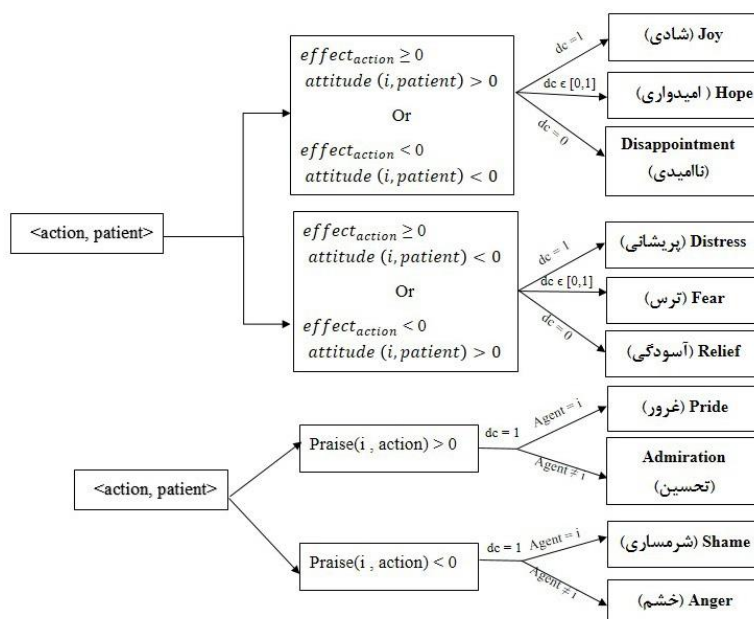 <action, patient>
effect_action ≥ 0
attitude (i, patient) > 0
Or
effect_action < 0
attitude (i, patient) < 0
dc =1
dc ϵ [0,1]
dc = 0
Joy (شادی)
Hope (امیدواری )
Disappointment
(ناامیدی)
effect_action ≥ 0
attitude (i, patient) < 0
Or
effect_action < 0
attitude (i, patient) > 0
dc =1
dc ϵ [0,1]
dc = 0
Distress (پریشانی)
Fear (ترس)
Relief (آسودگی)
<action, patient>
Praise(i , action) > 0
dc = 1
Agent = i
Agent ≠ i
Pride (غرور)
Admiration
(تحسین)
Praise(i , action) < 0
dc = 1
Agent = i
Agent ≠ i
Shame (شرمساری)
Anger (خشم)